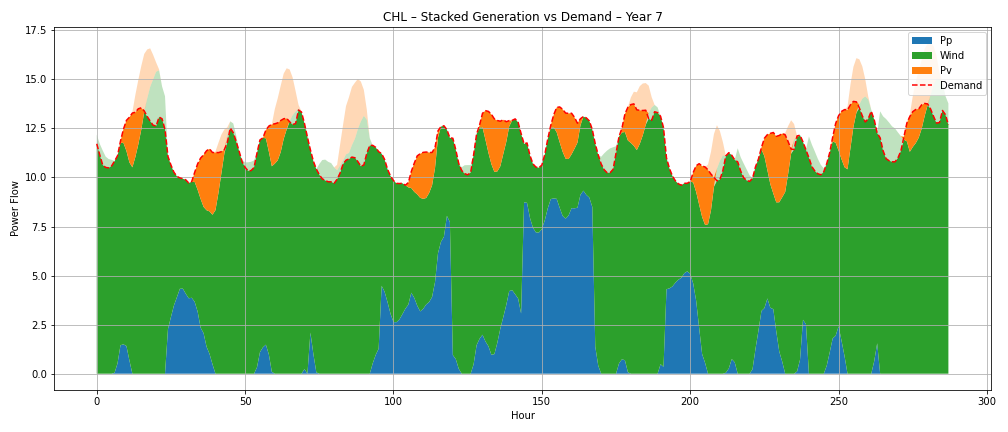 CHL – Stacked Generation vs Demand – Year 7
17.5
15.0
12.5
10.0
7.5
5.0
2.5
0.0
Power Flow
Pp
Wind
Pv
Demand
0 50 100 150 200 250 300
Hour